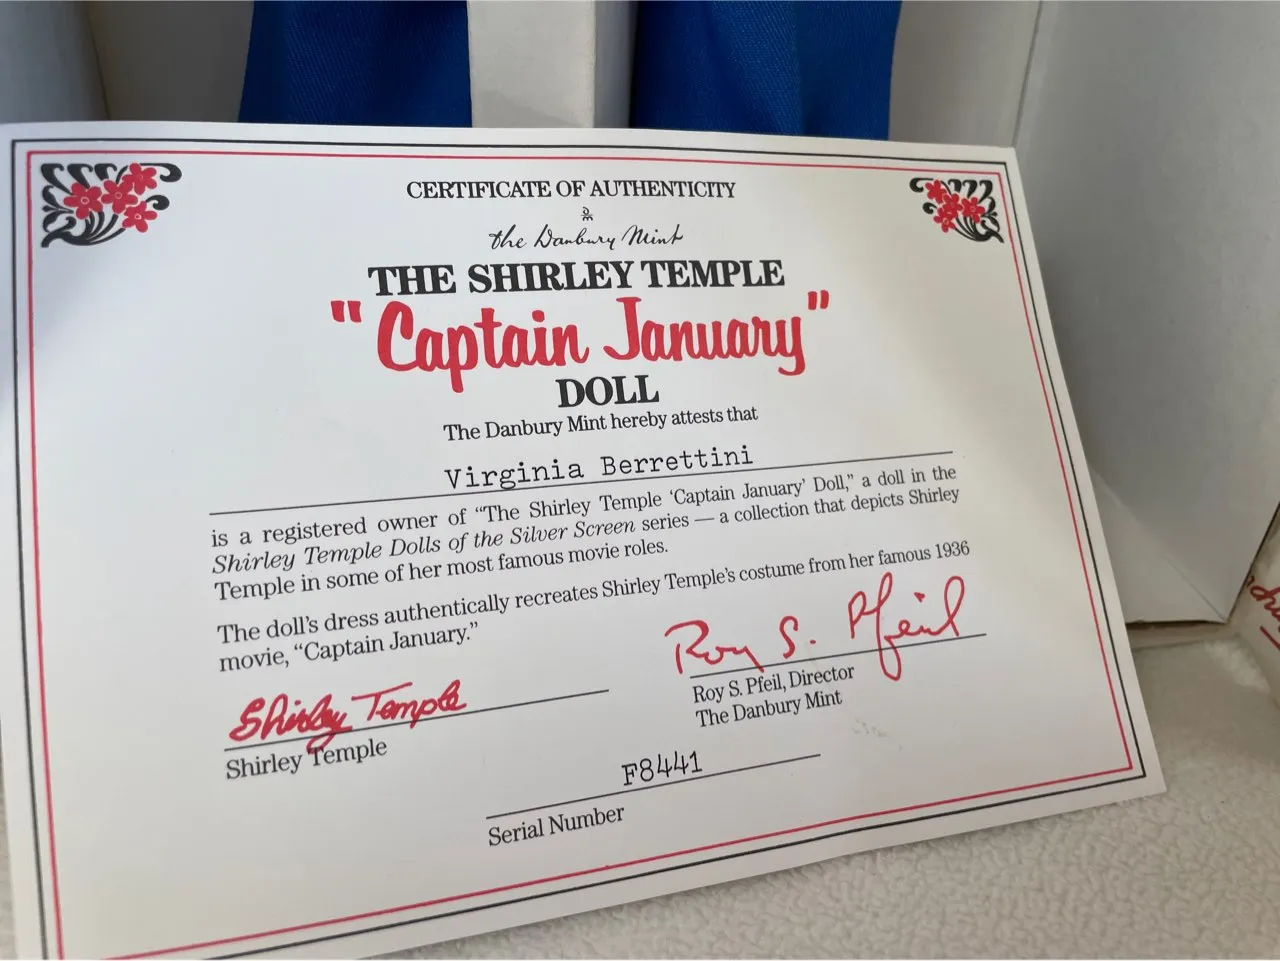 CERTIFICATE OF AUTHENTICITY
the Danbury Mint
THE SHIRLEY TEMPLE
"Captain January"
DOLL
The Danbury Mint hereby attests that
Virginia Berrettini
is a registered owner of "The Shirley Temple 'Captain January' Doll," a doll in the
Shirley Temple Dolls of the Silver Screen series — a collection that depicts Shirley
Temple in some of her most famous movie roles.
The doll's dress authentically recreates Shirley Temple's costume from her famous 1936
movie, "Captain January."
Roy S. Pfeil
Shirley Temple
Roy S. Pfeil, Director
The Danbury Mint
Shirley Temple
F8441
Serial Number